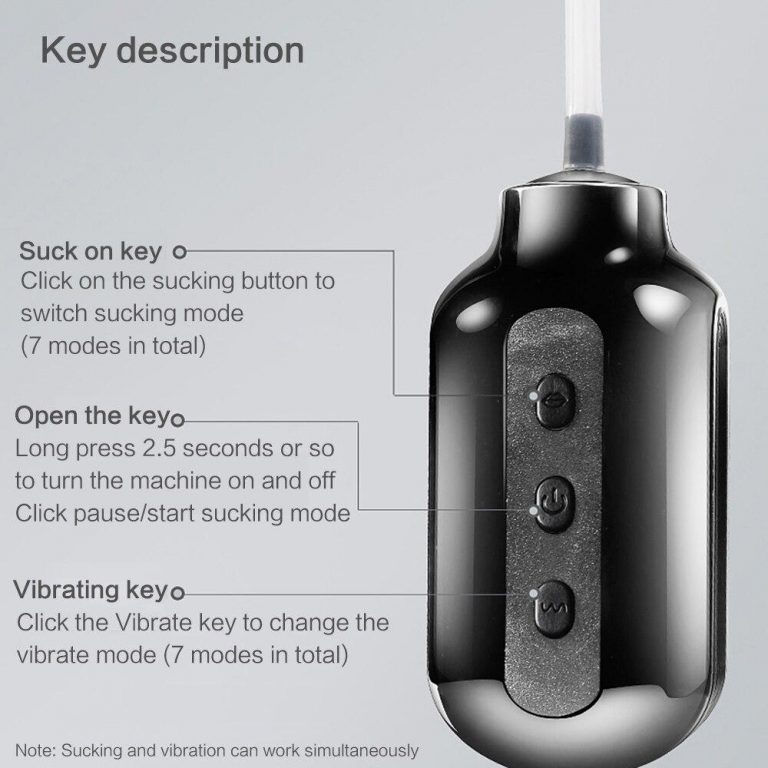 Key description
Suck on key
Click on the sucking button to
switch sucking mode
(7 modes in total)
Open the key
Long press 2.5 seconds or so
to turn the machine on and off
Click pause/start sucking mode
Vibrating key
Click the Vibrate key to change the
vibrate mode (7 modes in total)
Note: Sucking and vibration can work simultaneously